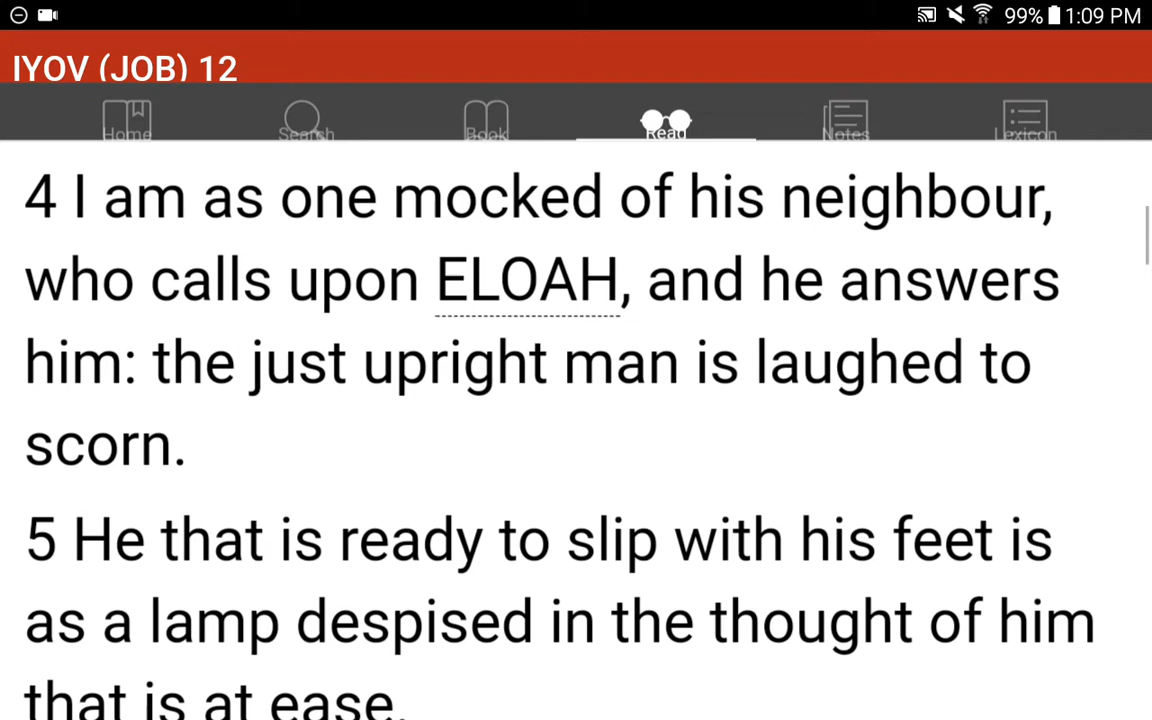 99% 1:09 PM
IYOV (JOB) 12
Home Search Book Read Notes Lexicon
4 I am as one mocked of his neighbour,
who calls upon ELOAH, and he answers
him: the just upright man is laughed to
scorn.
5 He that is ready to slip with his feet is
as a lamp despised in the thought of him
that is at ease.